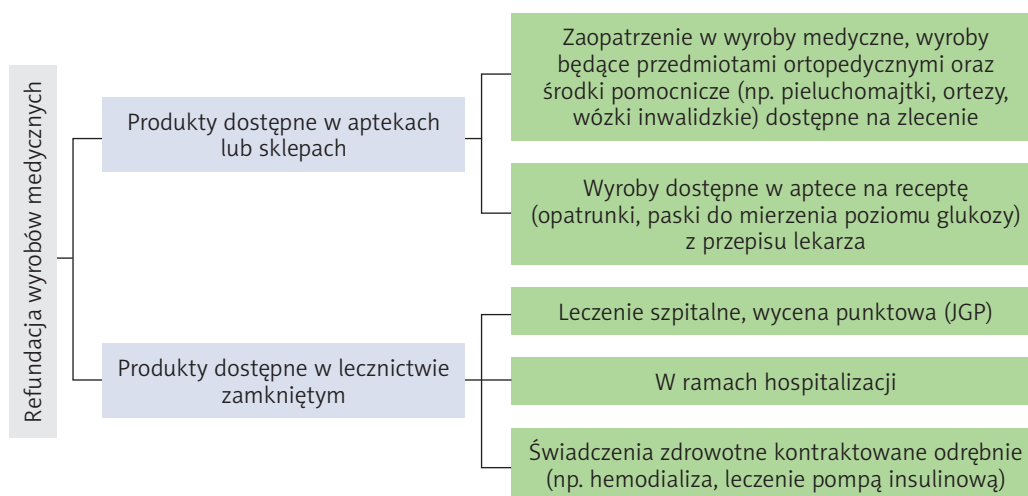 Refundacja wyrobów medycznych
Produkty dostępne w aptekach
lub sklepach
Zaopatrzenie w wyroby medyczne, wyroby
będące przedmiotami ortopedycznymi oraz
środki pomocnicze (np. pieluchomajtki, ortezy,
wózki inwalidzkie) dostępne na zlecenie
Wyroby dostępne w aptece na receptę
(opatrunki, paski do mierzenia poziomu glukozy)
z przepisu lekarza
Produkty dostępne w lecznictwie
zamkniętym
Leczenie szpitalne, wycena punktowa (JGP)
W ramach hospitalizacji
Świadczenia zdrowotne kontraktowane odrębnie
(np. hemodializa, leczenie pompą insulinową)